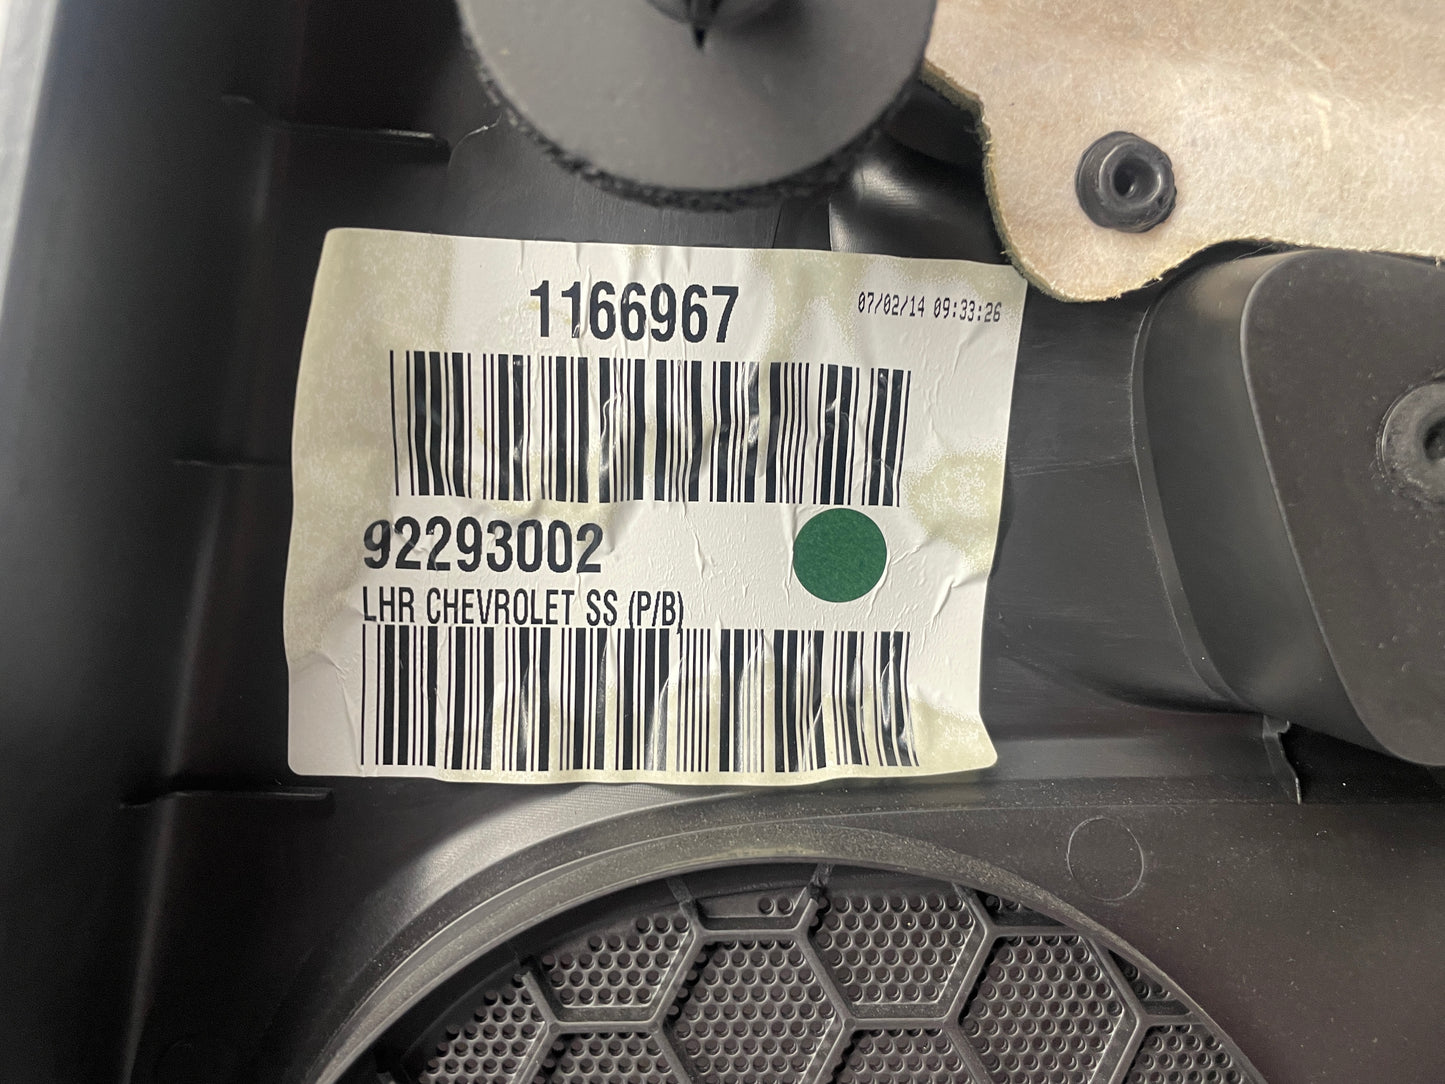 1166967
07/02/14 09:33:26
92293002
LHR CHEVROLET SS (P/B)